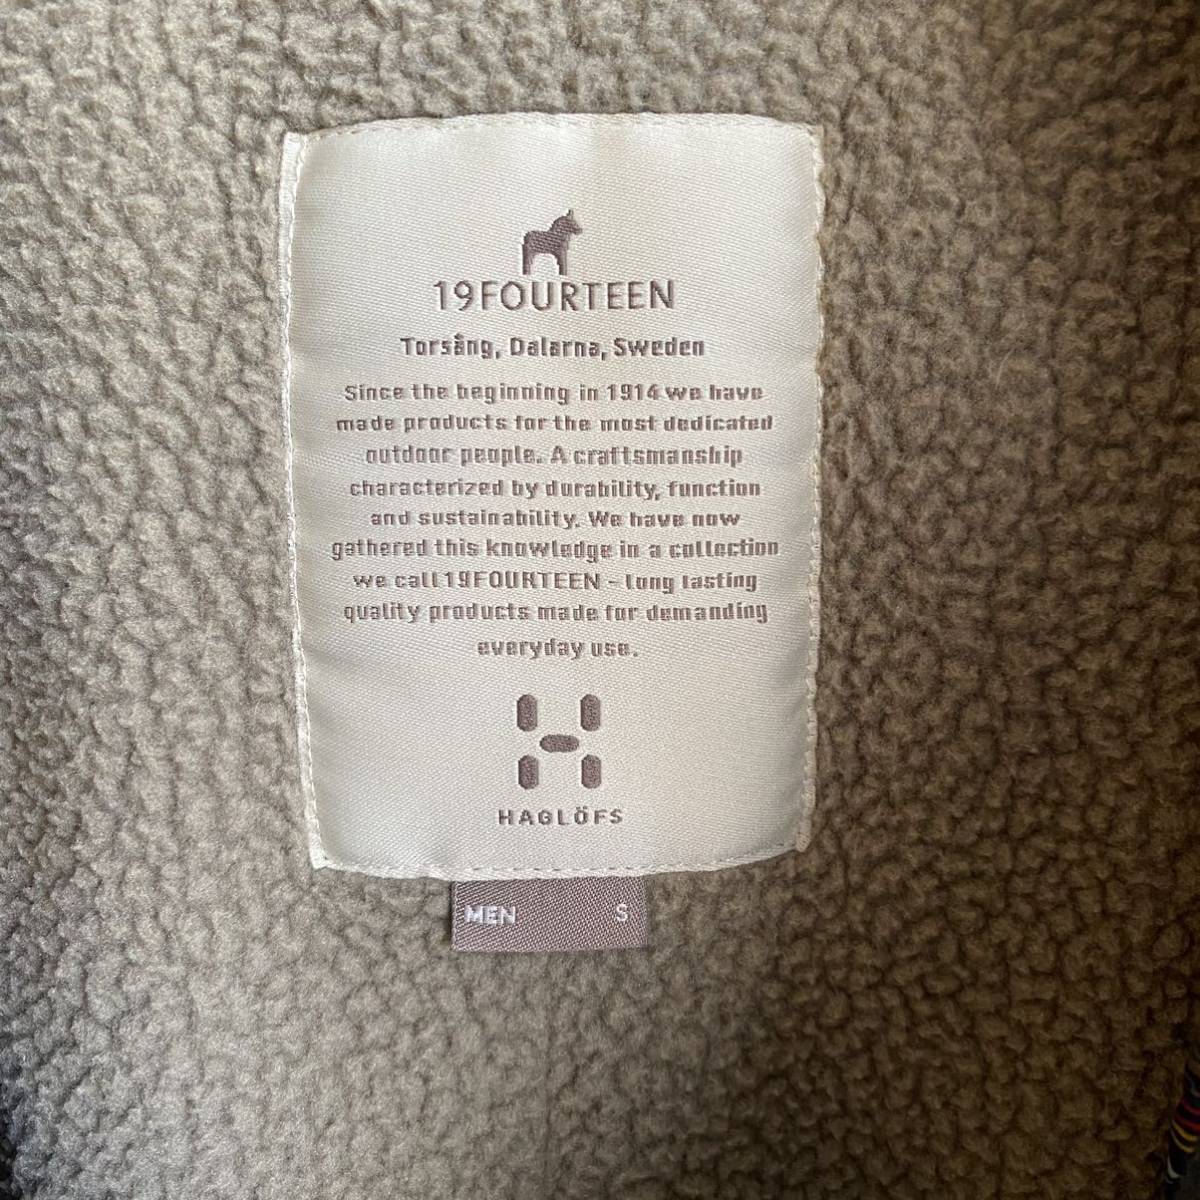 19FOURTEEN
Torsång, Dalarna, Sweden
Since the beginning in 1914 we have
made products for the most dedicated
outdoor people. A craftsmanship
characterized by durability, function
and sustainability. We have now
gathered this knowledge in a collection
we call 19FOURTEEN - long lasting
quality products made for demanding
everyday use.
HAGLÖFS
MEN S